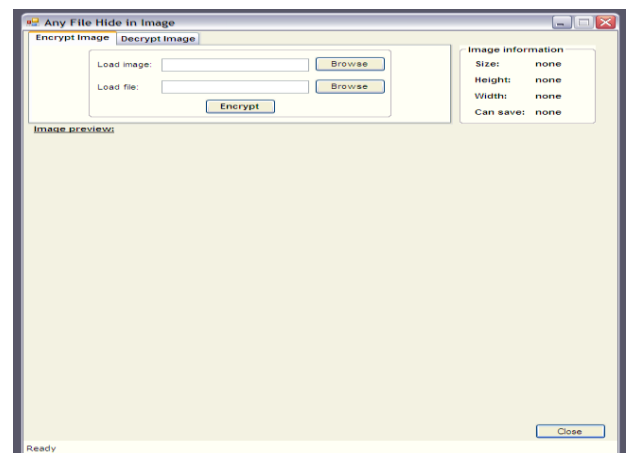 Any File Hide in Image
Encrypt Image Decrypt Image
Load image: Browse
Load file: Browse
Encrypt
Image information
Size: none
Height: none
Width: none
Can save: none
Image preview:
Close
Ready